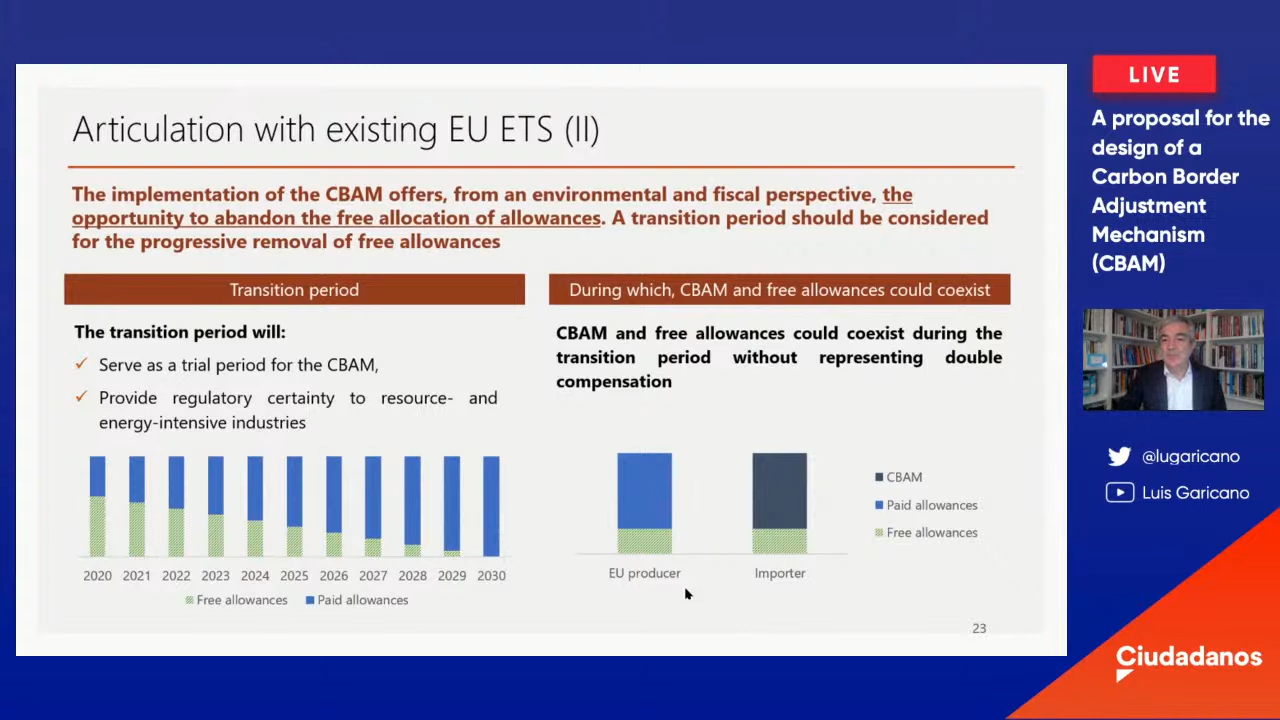 Articulation with existing EU ETS (II)
The implementation of the CBAM offers, from an environmental and fiscal perspective, the
opportunity to abandon the free allocation of allowances. A transition period should be considered
for the progressive removal of free allowances
Transition period
The transition period will:
Serve as a trial period for the CBAM,
Provide regulatory certainty to resource- and
energy-intensive industries
2020 2021 2022 2023 2024 2025 2026 2027 2028 2029 2030
Free allowances Paid allowances
During which, CBAM and free allowances could coexist
CBAM and free allowances could coexist during the
transition period without representing double
compensation
CBAM
Paid allowances
Free allowances
EU producer Importer
23
LIVE
A proposal for the
design of a
Carbon Border
Adjustment
Mechanism
(CBAM)
@lugaricano
Luis Garicano
Ciudadanos